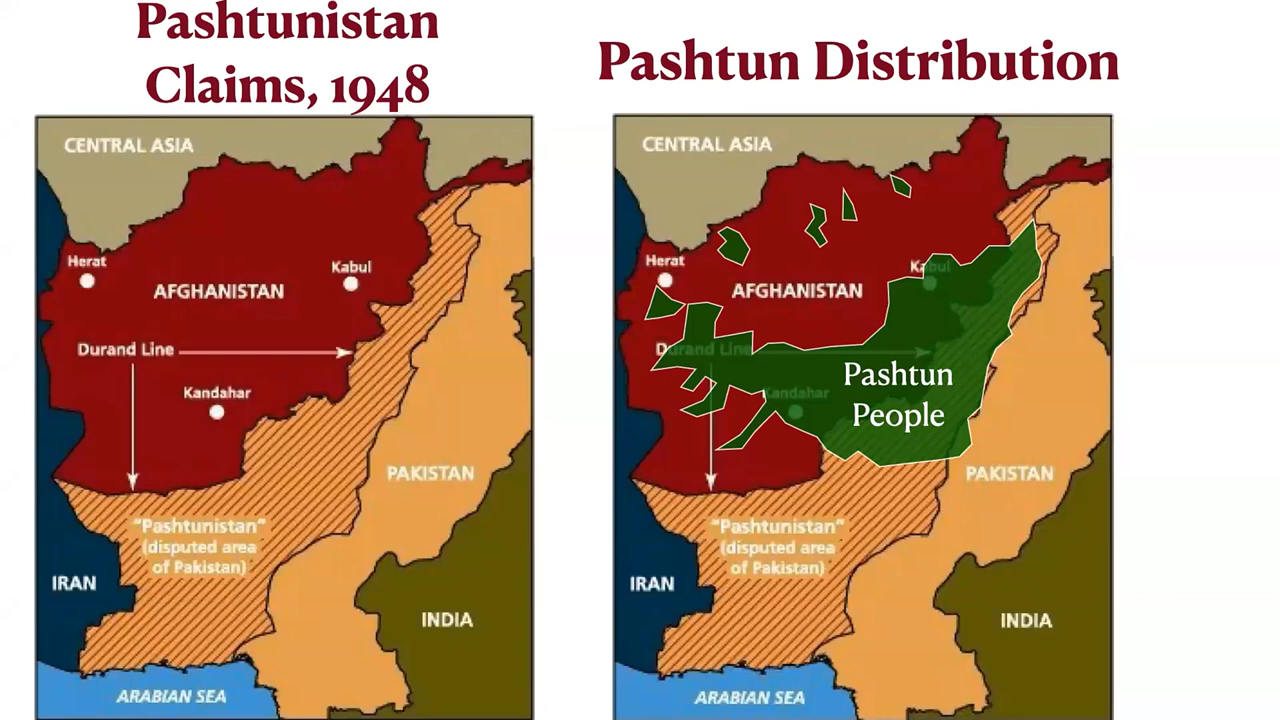 Pashtunistan
Claims, 1948
CENTRAL ASIA
Herat
Kabul
AFGHANISTAN
Durand Line
Kandahar
PAKISTAN
"Pashtunistan"
(disputed area
of Pakistan)
IRAN
INDIA
ARABIAN SEA
Pashtun Distribution
CENTRAL ASIA
Herat
Kabul
AFGHANISTAN
Durand Line
Pashtun
People
Kandahar
PAKISTAN
"Pashtunistan"
(disputed area
of Pakistan)
IRAN
INDIA
ARABIAN SEA